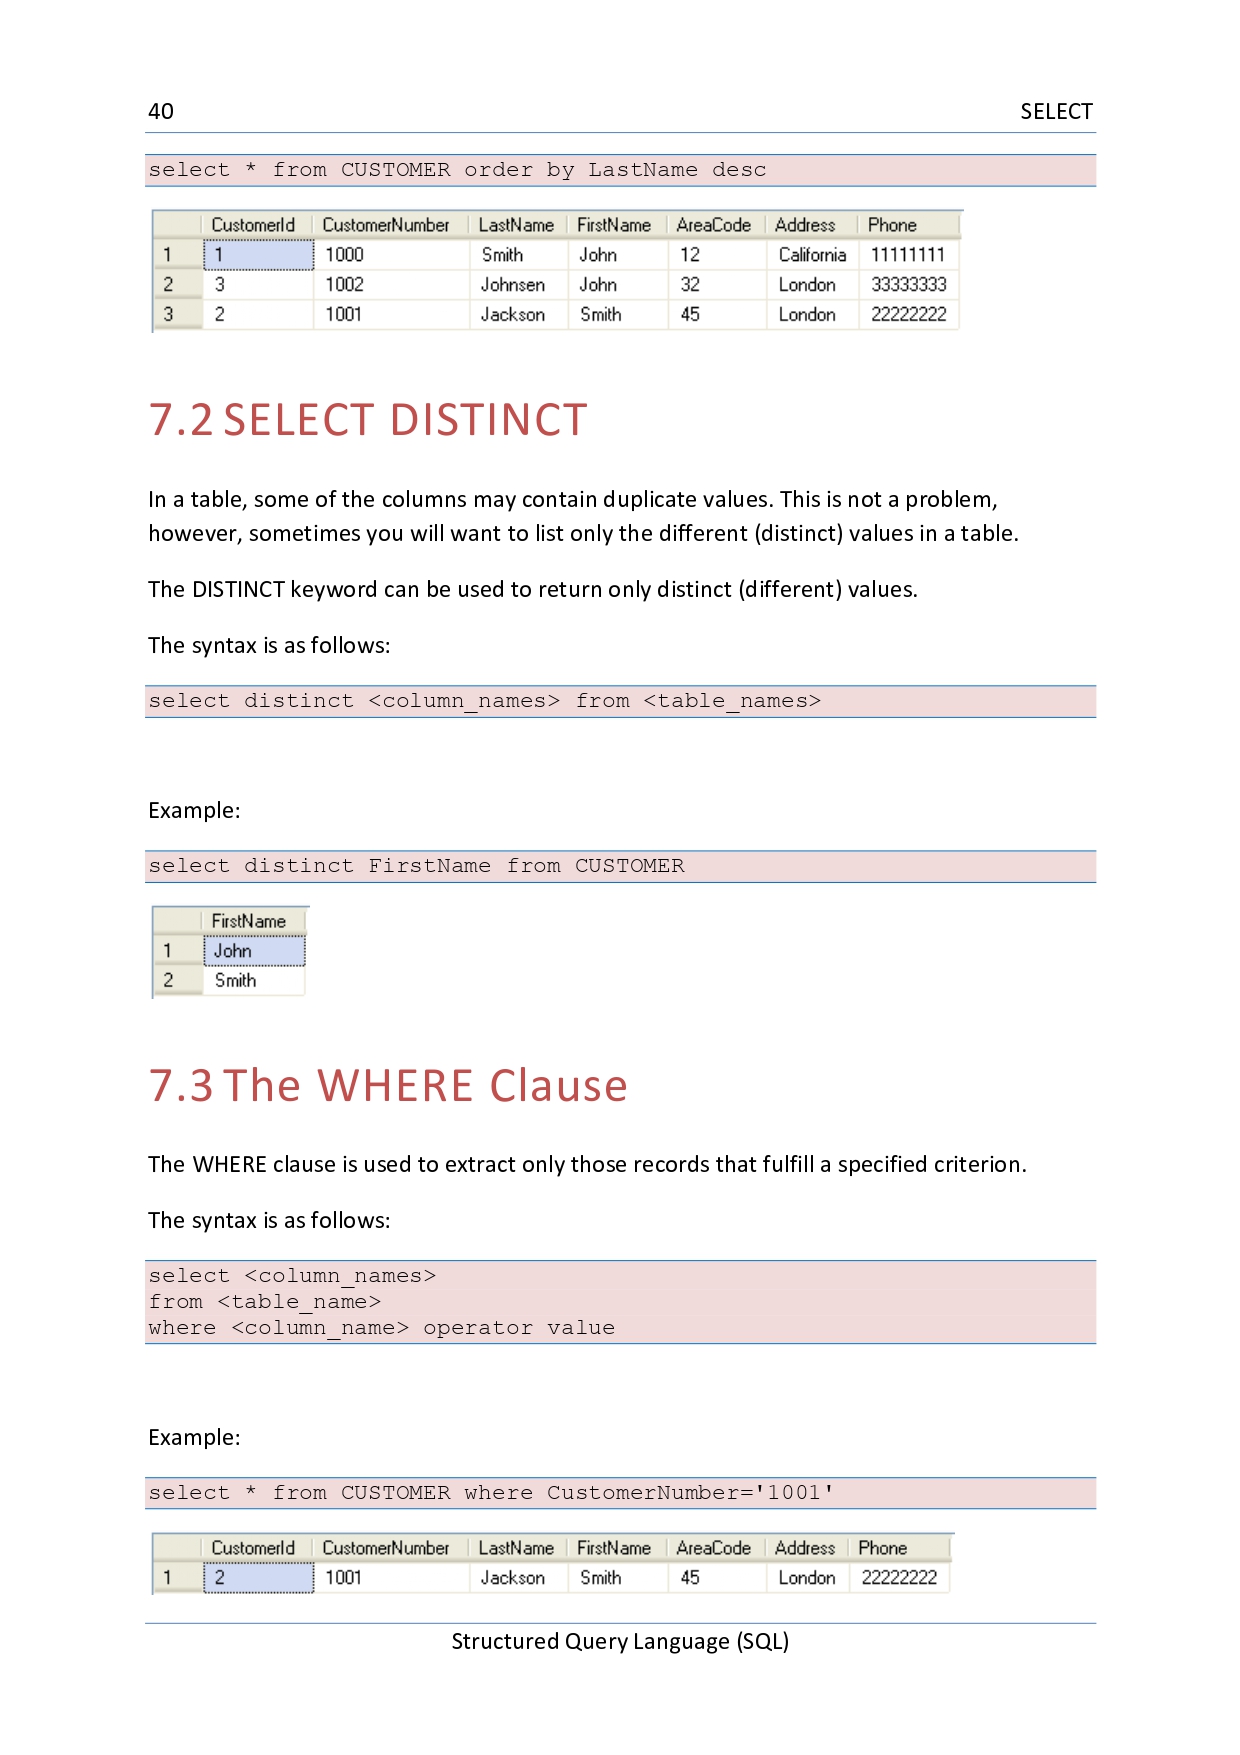 40 SELECT
select * from CUSTOMER order by LastName desc
CustomerId CustomerNumber LastName FirstName AreaCode Address Phone
1 1 1000 Smith John 12 California 11111111
2 3 1002 Johnsen John 32 London 33333333
3 2 1001 Jackson Smith 45 London 22222222
7.2 SELECT DISTINCT
In a table, some of the columns may contain duplicate values. This is not a problem,
however, sometimes you will want to list only the different (distinct) values in a table.
The DISTINCT keyword can be used to return only distinct (different) values.
The syntax is as follows:
select distinct <column_names> from <table_names>
Example:
select distinct FirstName from CUSTOMER
FirstName
1 John
2 Smith
7.3 The WHERE Clause
The WHERE clause is used to extract only those records that fulfill a specified criterion.
The syntax is as follows:
select <column_names>
from <table_name>
where <column_name> operator value
Example:
select * from CUSTOMER where CustomerNumber='1001'
CustomerId CustomerNumber LastName FirstName AreaCode Address Phone
1 2 1001 Jackson Smith 45 London 22222222
Structured Query Language (SQL)